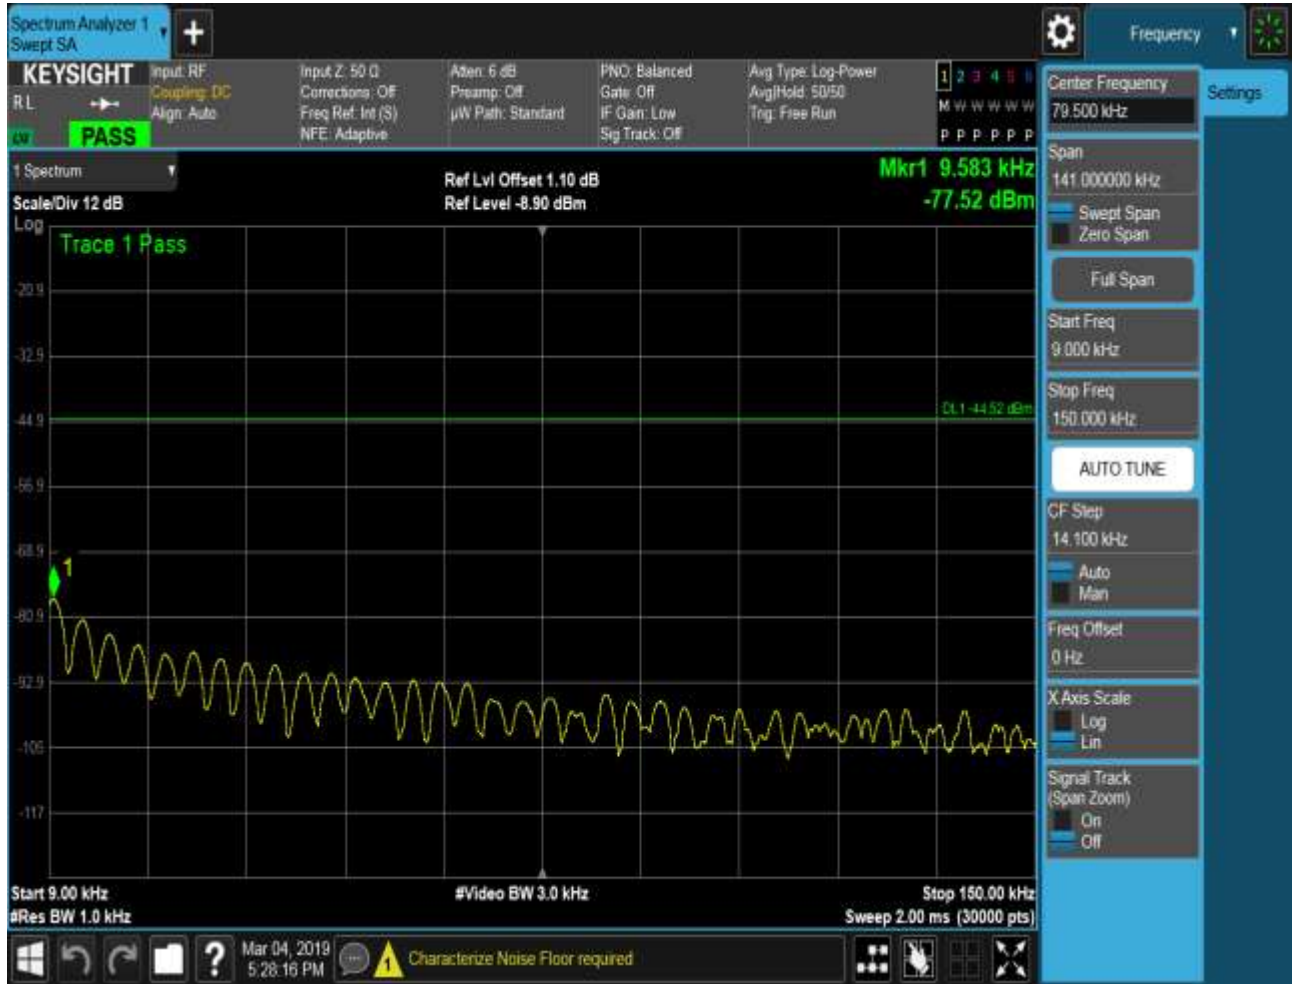 Spectrum Analyzer 1
Swept SA
+
Frequency
KEYSIGHT
RL
PASS
Input: RF
Coupling: DC
Align: Auto
Input Z: 50 Ω
Corrections: Off
Freq Ref: Int (S)
NFE: Adaptive
Atten: 6 dB
Preamp: Off
µW Path: Standard
PNO: Balanced
Gate: Off
IF Gain: Low
Sig Track: Off
Avg Type: Log-Power
Avg|Hold: 50/50
Trig: Free Run
1 2 3 4 5 6
M W W W W W
P P P P P P
1 Spectrum
Scale/Div 12 dB
Log
Ref Lvl Offset 1.10 dB
Ref Level -8.90 dBm
Mkr1 9.583 kHz
-77.52 dBm
Trace 1 Pass
-20.9
-32.9
DL1 -44.52 dBm
-44.9
-56.9
-68.9
1
-80.9
-92.9
-105
-117
Start 9.00 kHz
#Video BW 3.0 kHz
Stop 150.00 kHz
#Res BW 1.0 kHz
Sweep 2.00 ms (30000 pts)
?
Mar 04, 2019
5:28:16 PM
1
Characterize Noise Floor required
Center Frequency
79.500 kHz
Settings
Span
141.000000 kHz
Swept Span
Zero Span
Full Span
Start Freq
9.000 kHz
Stop Freq
150.000 kHz
AUTO TUNE
CF Step
14.100 kHz
Auto
Man
Freq Offset
0 Hz
X Axis Scale
Log
Lin
Signal Track
(Span Zoom)
On
Off